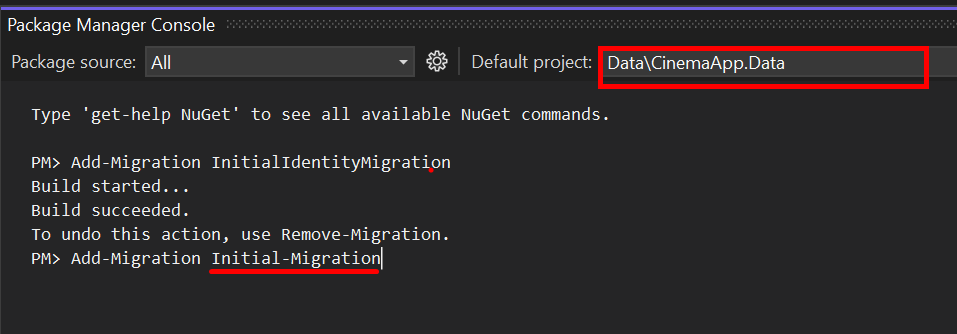 Package Manager Console
Package source: All Default project: Data\CinemaApp.Data
Type 'get-help NuGet' to see all available NuGet commands.
PM> Add-Migration InitialIdentityMigration
Build started...
Build succeeded.
To undo this action, use Remove-Migration.
PM> Add-Migration Initial-Migration